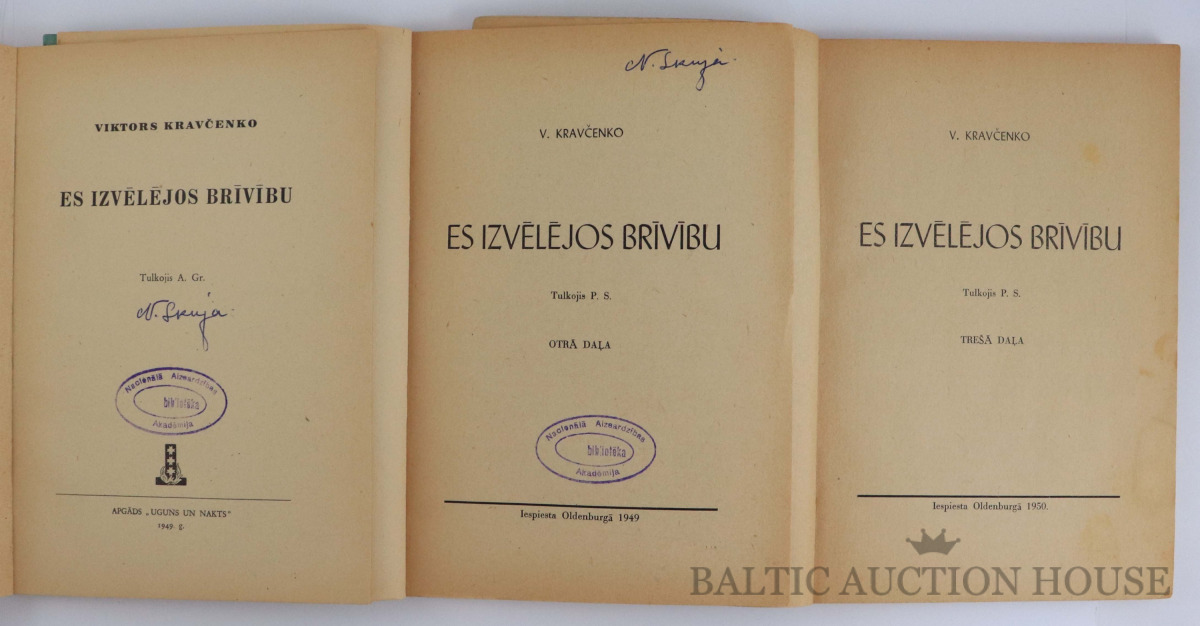 VIKTORS KRAVČENKO
ES IZVĒLĒJOS BRĪVĪBU
Tulkojis A. Gr.
N. Skuja
Nacionālā Aizsardzības
bibliotēka
Akadēmija
APGĀDS „UGUNS UN NAKTS"
1949. g.
N. Skuja
V. KRAVČENKO
ES IZVĒLĒJOS BRĪVĪBU
Tulkojis P. S.
OTRĀ DAĻA
Nacionālā Aizsardzības
bibliotēka
Akadēmija
Iespiesta Oldenburgā 1949
V. KRAVČENKO
ES IZVĒLĒJOS BRĪVĪBU
Tulkojis P. S.
TREŠĀ DAĻA
Iespiesta Oldenburgā 1950.
BALTIC AUCTION HOUSE